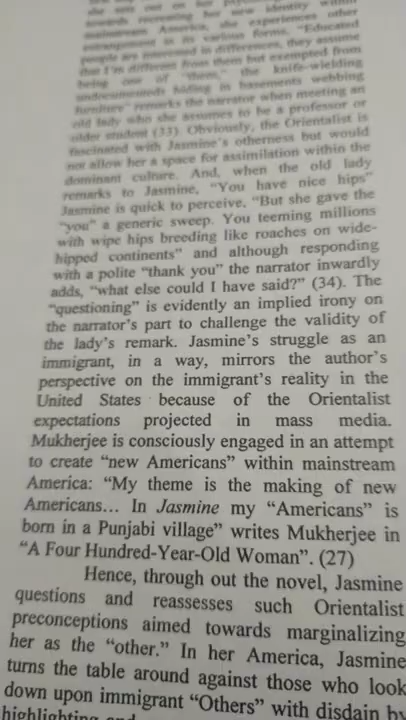 she sets out on her
towards recreating her new identity within
mainstream America, she experiences other
estrangement in its various forms. "Educated
people are interested in differences, they assume
that I'm different from them but exempted from
being one of "them," the knife-wielding
undocumenteds hiding in basements webbing
furniture" remarks the narrator when meeting an
old lady who she assumes to be a professor or
older student (33) Obviously, the Orientalist is
fascinated with Jasmine's otherness but would
not allow her a space for assimilation within the
dominant culture. And, when the old lady
remarks to Jasmine, "You have nice hips"
Jasmine is quick to perceive, "But she gave the
"you" a generic sweep. You teeming millions
with wipe hips breeding like roaches on wide-
hipped continents" and although responding
with a polite "thank you" the narrator inwardly
adds, "what else could I have said?" (34). The
"questioning" is evidently an implied irony on
the narrator's part to challenge the validity of
the lady's remark. Jasmine's struggle as an
immigrant, in a way, mirrors the author's
perspective on the immigrant's reality in the
United States because of the Orientalist
expectations projected in mass media.
Mukherjee is consciously engaged in an attempt
to create "new Americans" within mainstream
America: "My theme is the making of new
Americans... In Jasmine my "Americans" is
born in a Punjabi village" writes Mukherjee in
"A Four Hundred-Year-Old Woman". (27)
Hence, through out the novel, Jasmine
questions and reassesses such Orientalist
preconceptions aimed towards marginalizing
her as the "other." In her America, Jasmine
turns the table around against those who look
down upon immigrant "Others" with disdain by
highlighting and